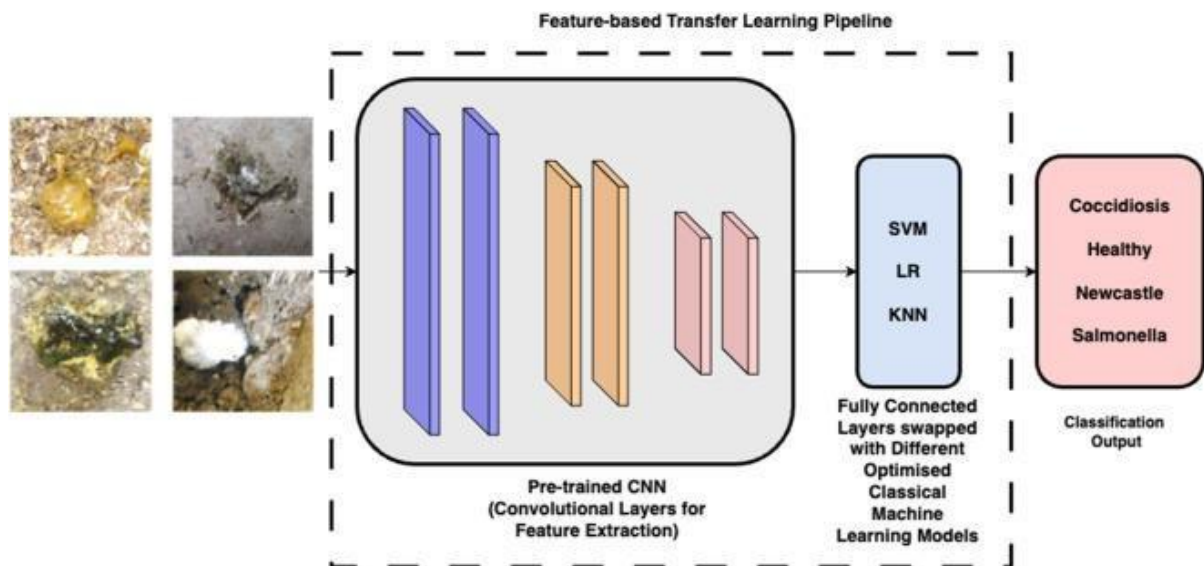 Feature-based Transfer Learning Pipeline
SVM
LR
KNN
Coccidiosis
Healthy
Newcastle
Salmonella
Pre-trained CNN
(Convolutional Layers for
Feature Extraction)
Fully Connected
Layers swapped
with Different
Optimised
Classical
Machine
Learning Models
Classification
Output